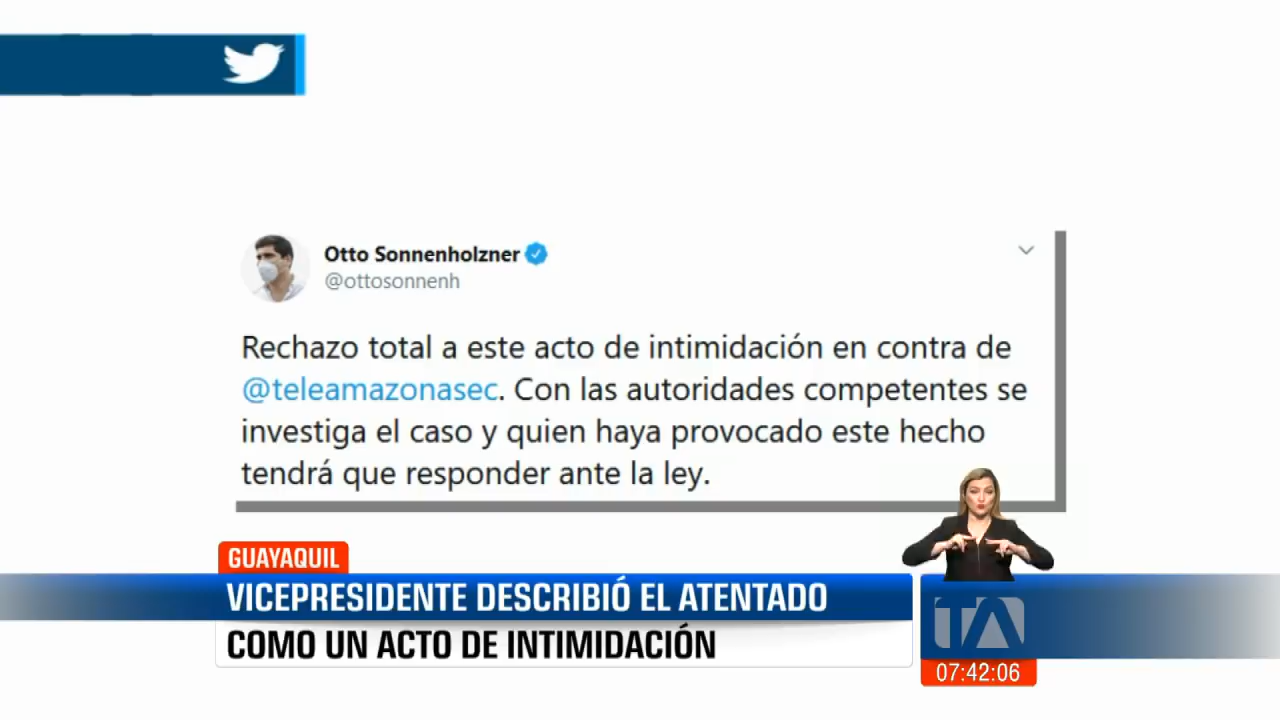 Otto Sonnenholzner
@ottosonnenh
Rechazo total a este acto de intimidación en contra de
@teleamazonasec. Con las autoridades competentes se
investiga el caso y quien haya provocado este hecho
tendrá que responder ante la ley.
GUAYAQUIL
VICEPRESIDENTE DESCRIBIÓ EL ATENTADO
COMO UN ACTO DE INTIMIDACIÓN
TA
07:42:06